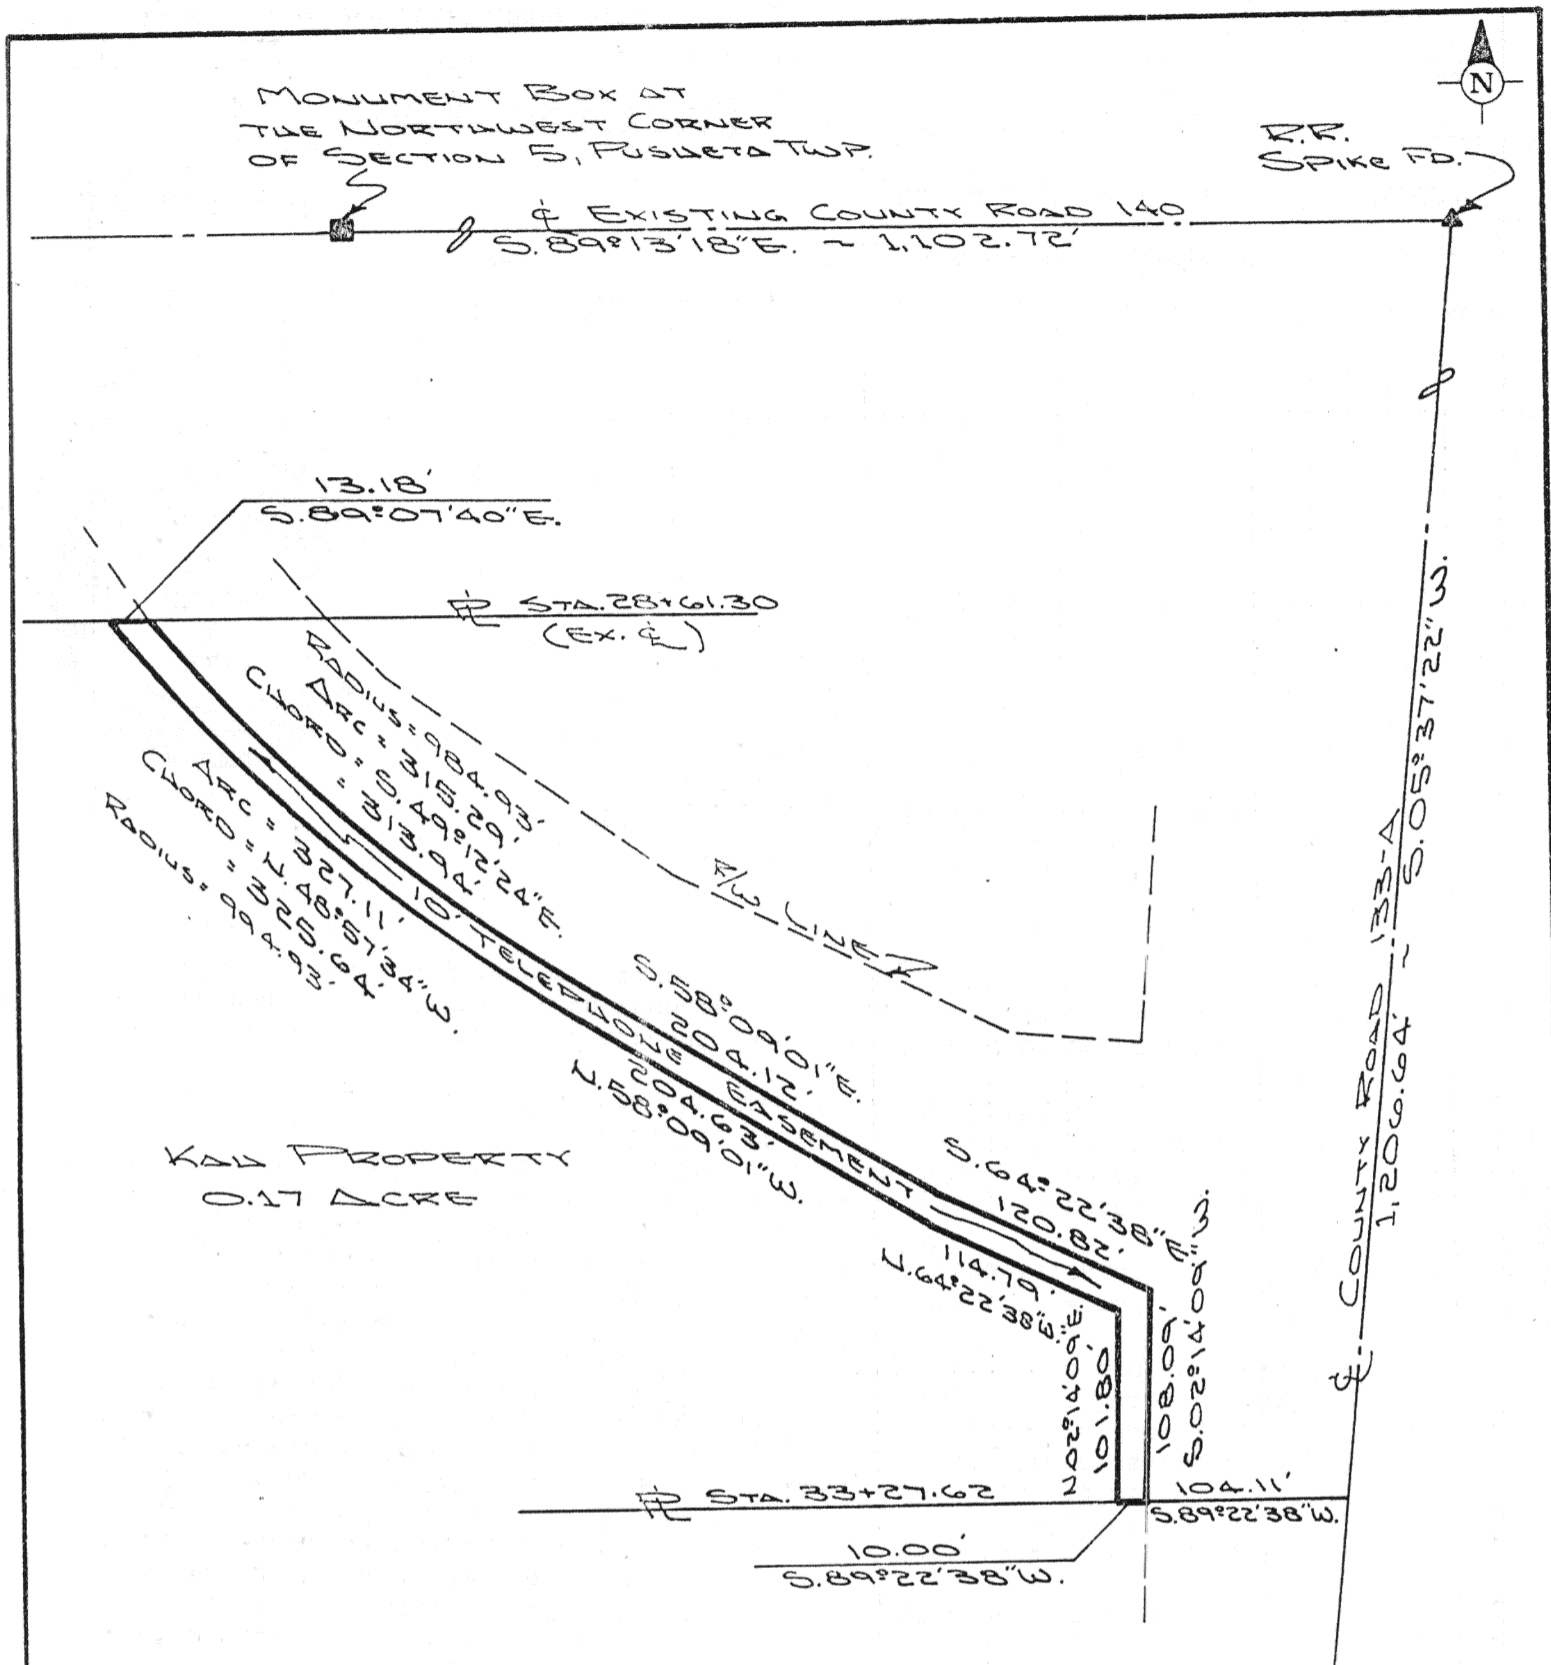 MONUMENT BOX AT
THE NORTHWEST CORNER
OF SECTION 5, PUSHETA TWP.
N
R.R.
SPIKE FD.
℄ EXISTING COUNTY ROAD 140
S.89°13'18"E. ~ 1,102.72'
13.18'
S.89°07'40"E.
℄ COUNTY ROAD 133-A ~ S.05°37'22"W.
1,206.64'
PL STA. 28+61.30
(EX. ℄)
RADIUS = 984.93'
ARC = 315.29'
CHORD = S.49°12'24"E.
= 313.94'
ARC = 327.11'
CHORD = N.48°57'34"W.
= 325.64'
RADIUS = 994.93'
R/W LINE
10' TELEPHONE EASEMENT
S.58°09'01"E.
204.12'
204.63'
N.58°09'01"W.
KAH PROPERTY
0.17 ACRE
S.64°22'38"E.
120.82'
114.79'
N.64°22'38"E.
N02°14'09"E.
101.80'
108.09'
S.02°14'09"W.
PL STA. 33+27.62
104.11'
S.89°22'38"W.
10.00'
S.89°22'38"W.